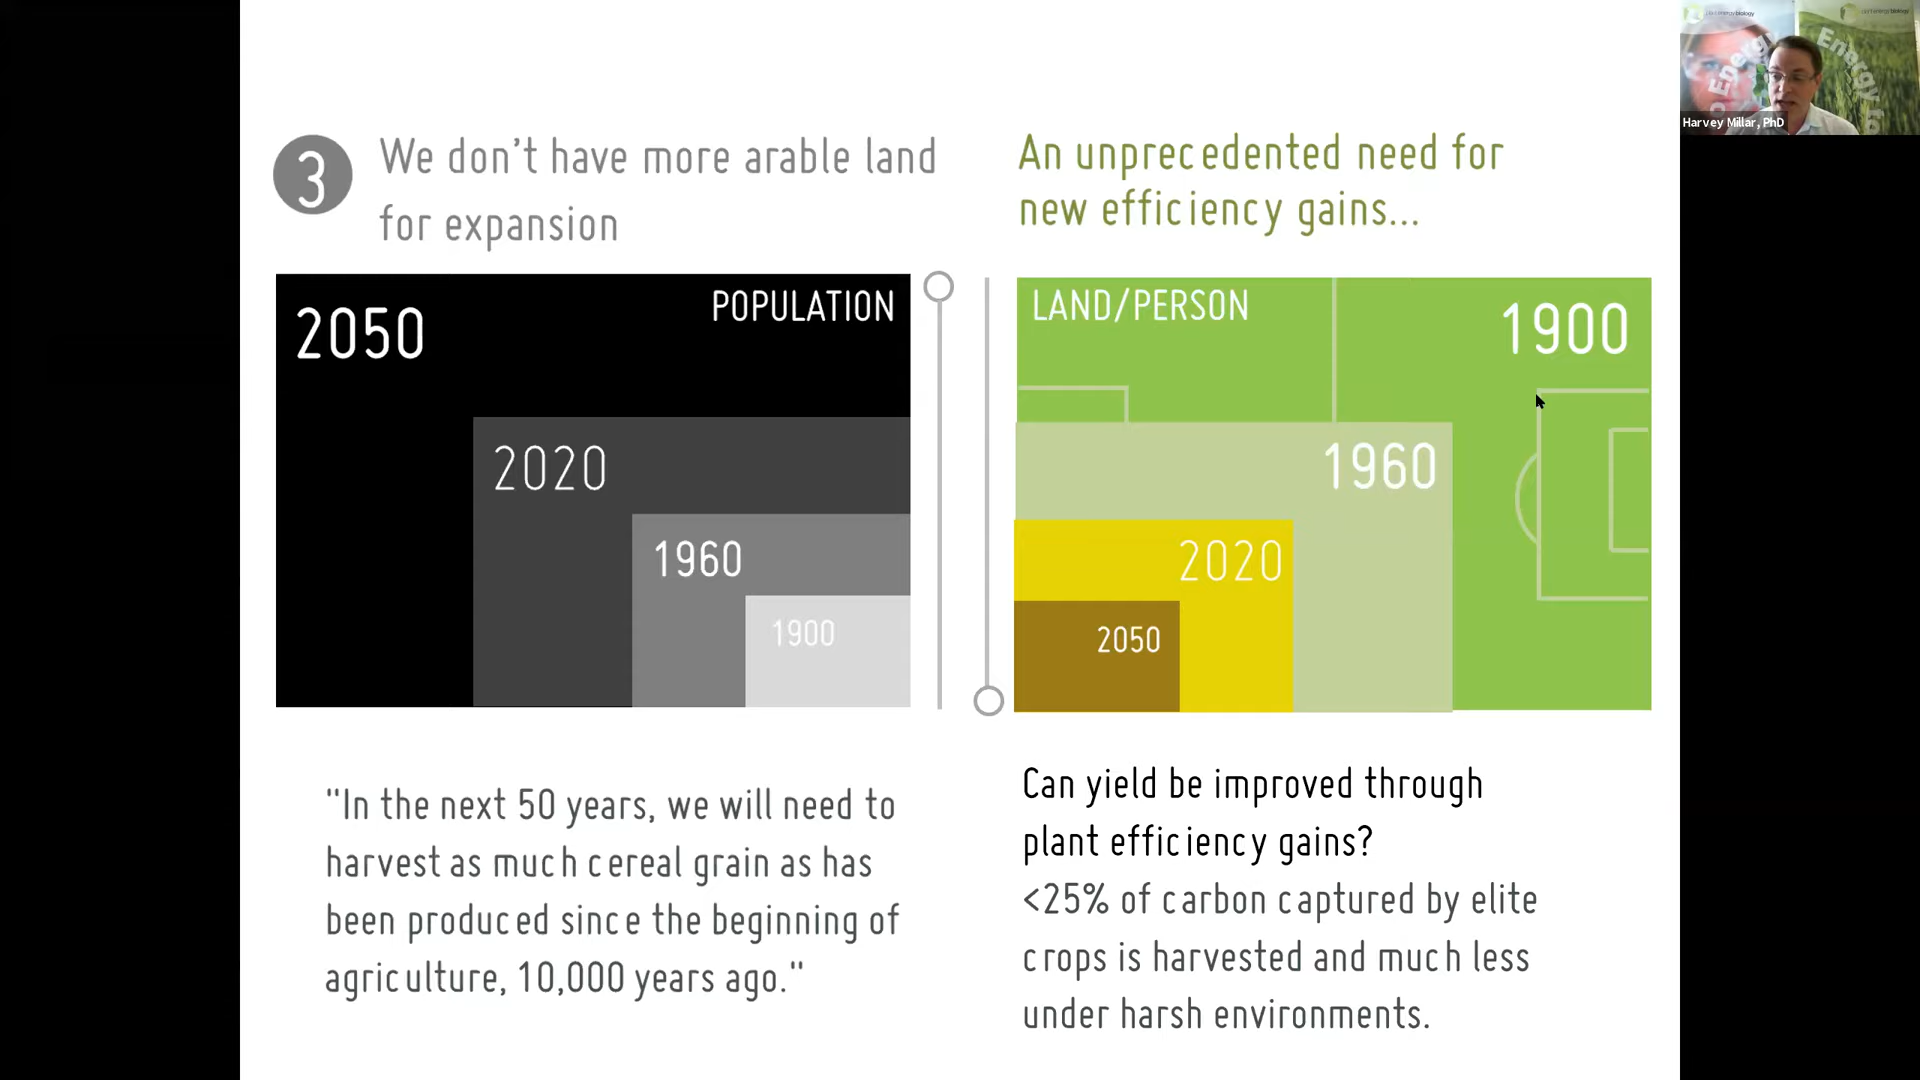 3
We don't have more arable land
for expansion
2050
POPULATION
2020
1960
1900
"In the next 50 years, we will need to
harvest as much cereal grain as has
been produced since the beginning of
agriculture, 10,000 years ago."
An unprecedented need for
new efficiency gains...
LAND/PERSON
1900
1960
2020
2050
Can yield be improved through
plant efficiency gains?
<25% of carbon captured by elite
crops is harvested and much less
under harsh environments.
Energy
Energy fo
Harvey Millar, PhD